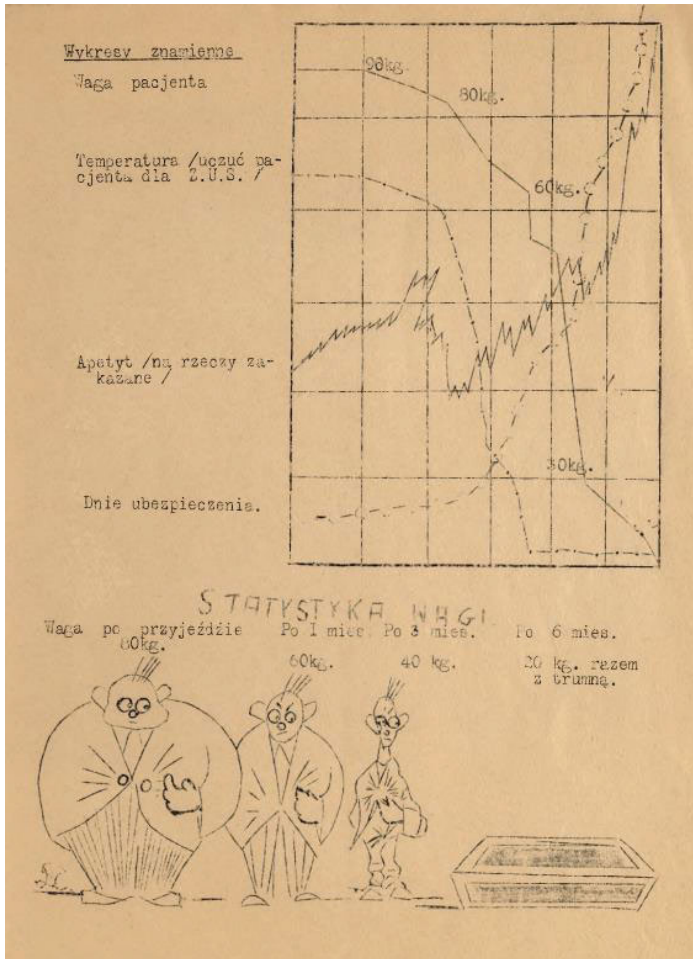 Wykresy znamienne
Waga pacjenta
90kg.
80kg.
Temperatura /uczuć pa-
cjenta dla Z.U.S. /
60kg.
Apetyt /na rzeczy za-
kazane /
30kg.
Dnie ubezpieczenia.
STATYSTYKA WAGI
Waga po przyjeździe Po I mies. Po 3 mies. Po 6 mies.
80kg.
60kg. 40 kg. 20 kg. razem
z trumną.